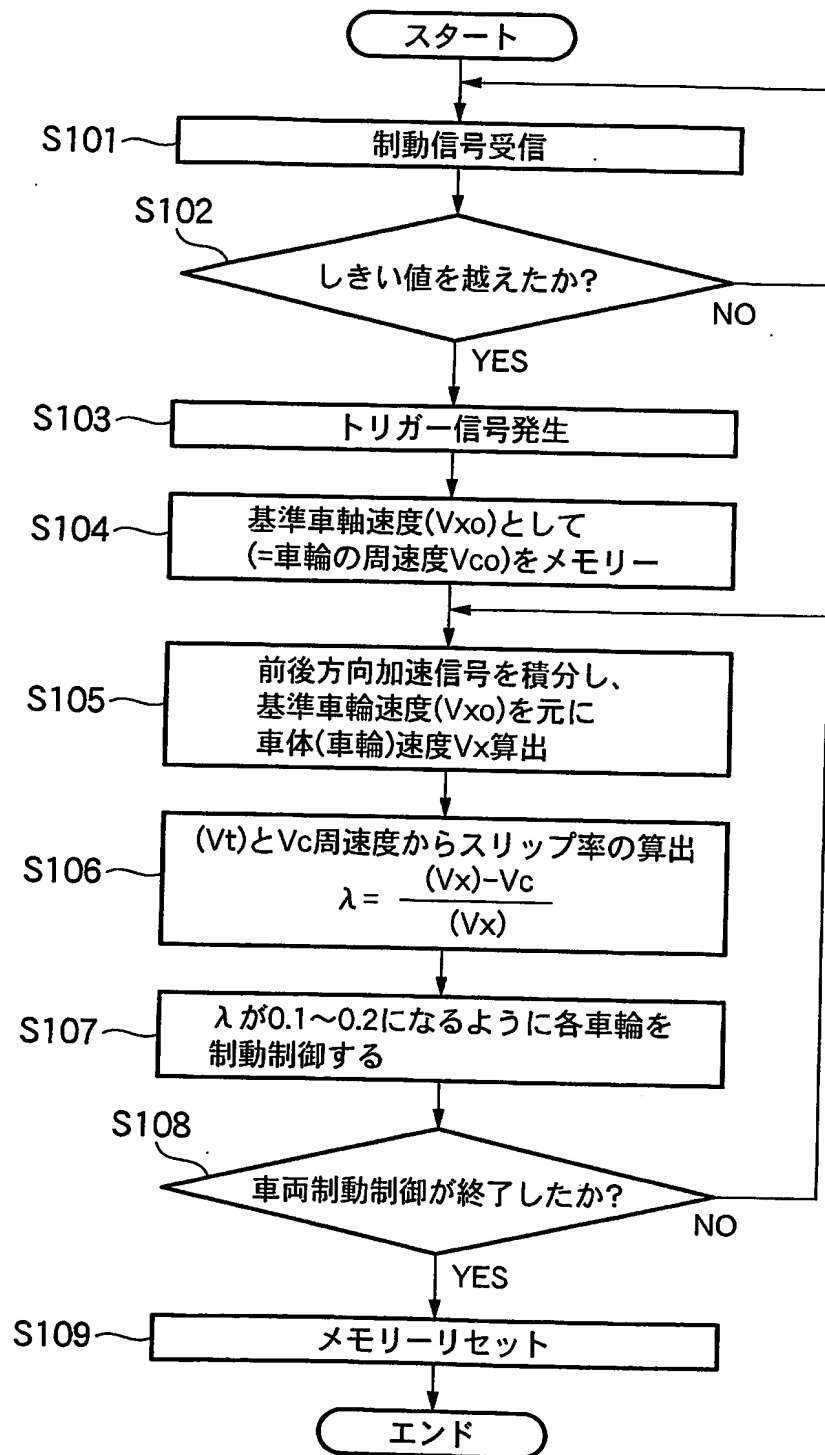 スタート
S101
制動信号受信
S102
しきい値を越えたか?
NO
YES
S103
トリガー信号発生
S104
基準車軸速度(Vxo)として
(=車輪の周速度Vco)をメモリー
S105
前後方向加速信号を積分し、
基準車輪速度(Vxo)を元に
車体(車輪)速度Vx算出
S106
(Vt)とVc周速度からスリップ率の算出
λ= (Vx)-Vc
(Vx)
S107
λが0.1〜0.2になるように各車輪を
制動制御する
S108
車両制動制御が終了したか?
NO
YES
S109
メモリーリセット
エンド